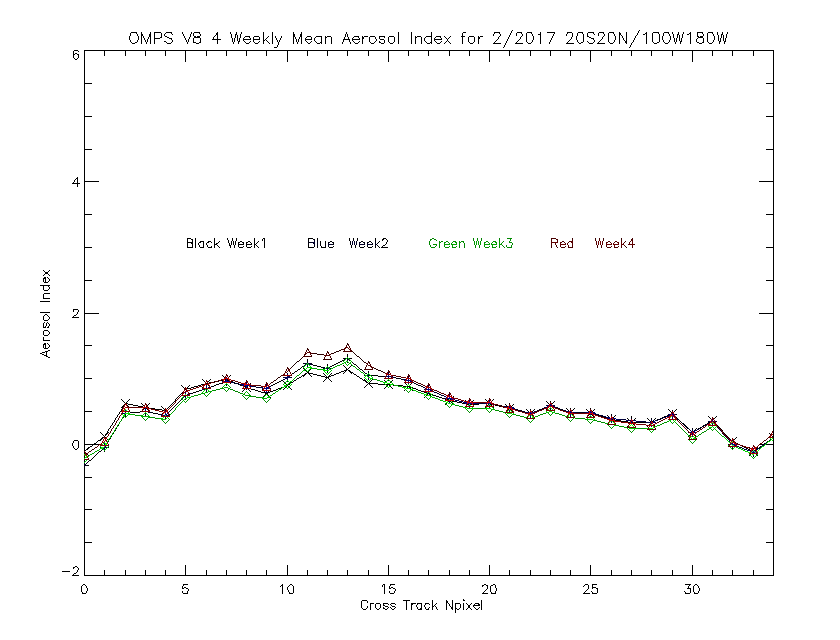 OMPS V8 4 Weekly Mean Aerosol Index for 2/2017 20S20N/100W180W
6
4
Black Week1 Blue Week2 Green Week3 Red Week4
2
Aerosol Index
0
-2
0 5 10 15 20 25 30
Cross Track Npixel